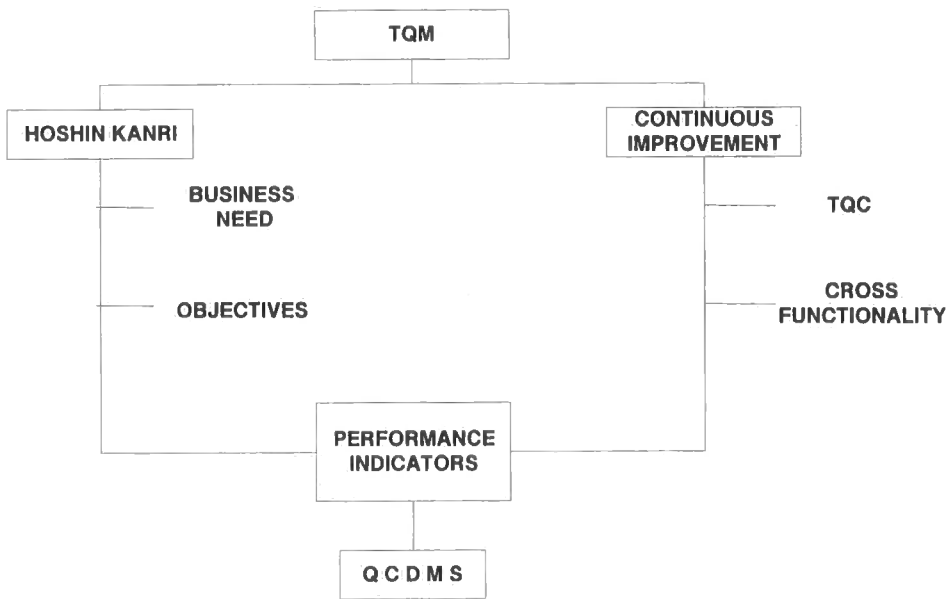 TQM
HOSHIN KANRI
CONTINUOUS
IMPROVEMENT
BUSINESS
NEED
TQC
OBJECTIVES
CROSS
FUNCTIONALITY
PERFORMANCE
INDICATORS
Q C D M S